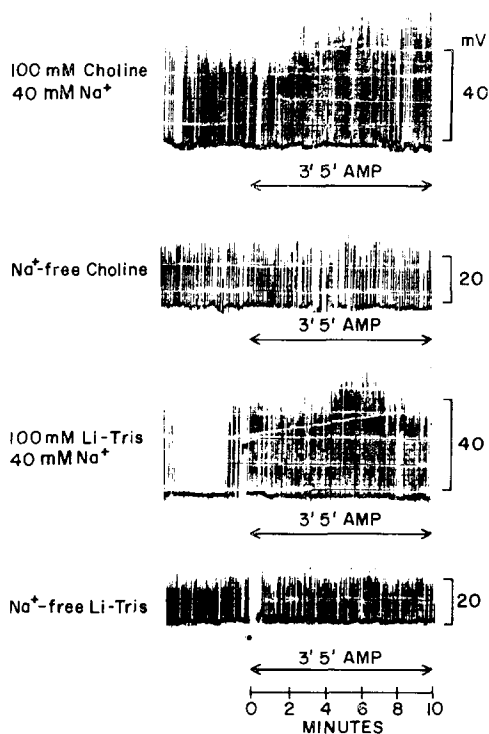 mV
100 mM Choline
40 mM Na⁺
40
3' 5' AMP
Na⁺-free Choline
20
3' 5' AMP
100 mM Li-Tris
40 mM Na⁺
40
3' 5' AMP
Na⁺-free Li-Tris
20
3' 5' AMP
0 2 4 6 8 10
MINUTES